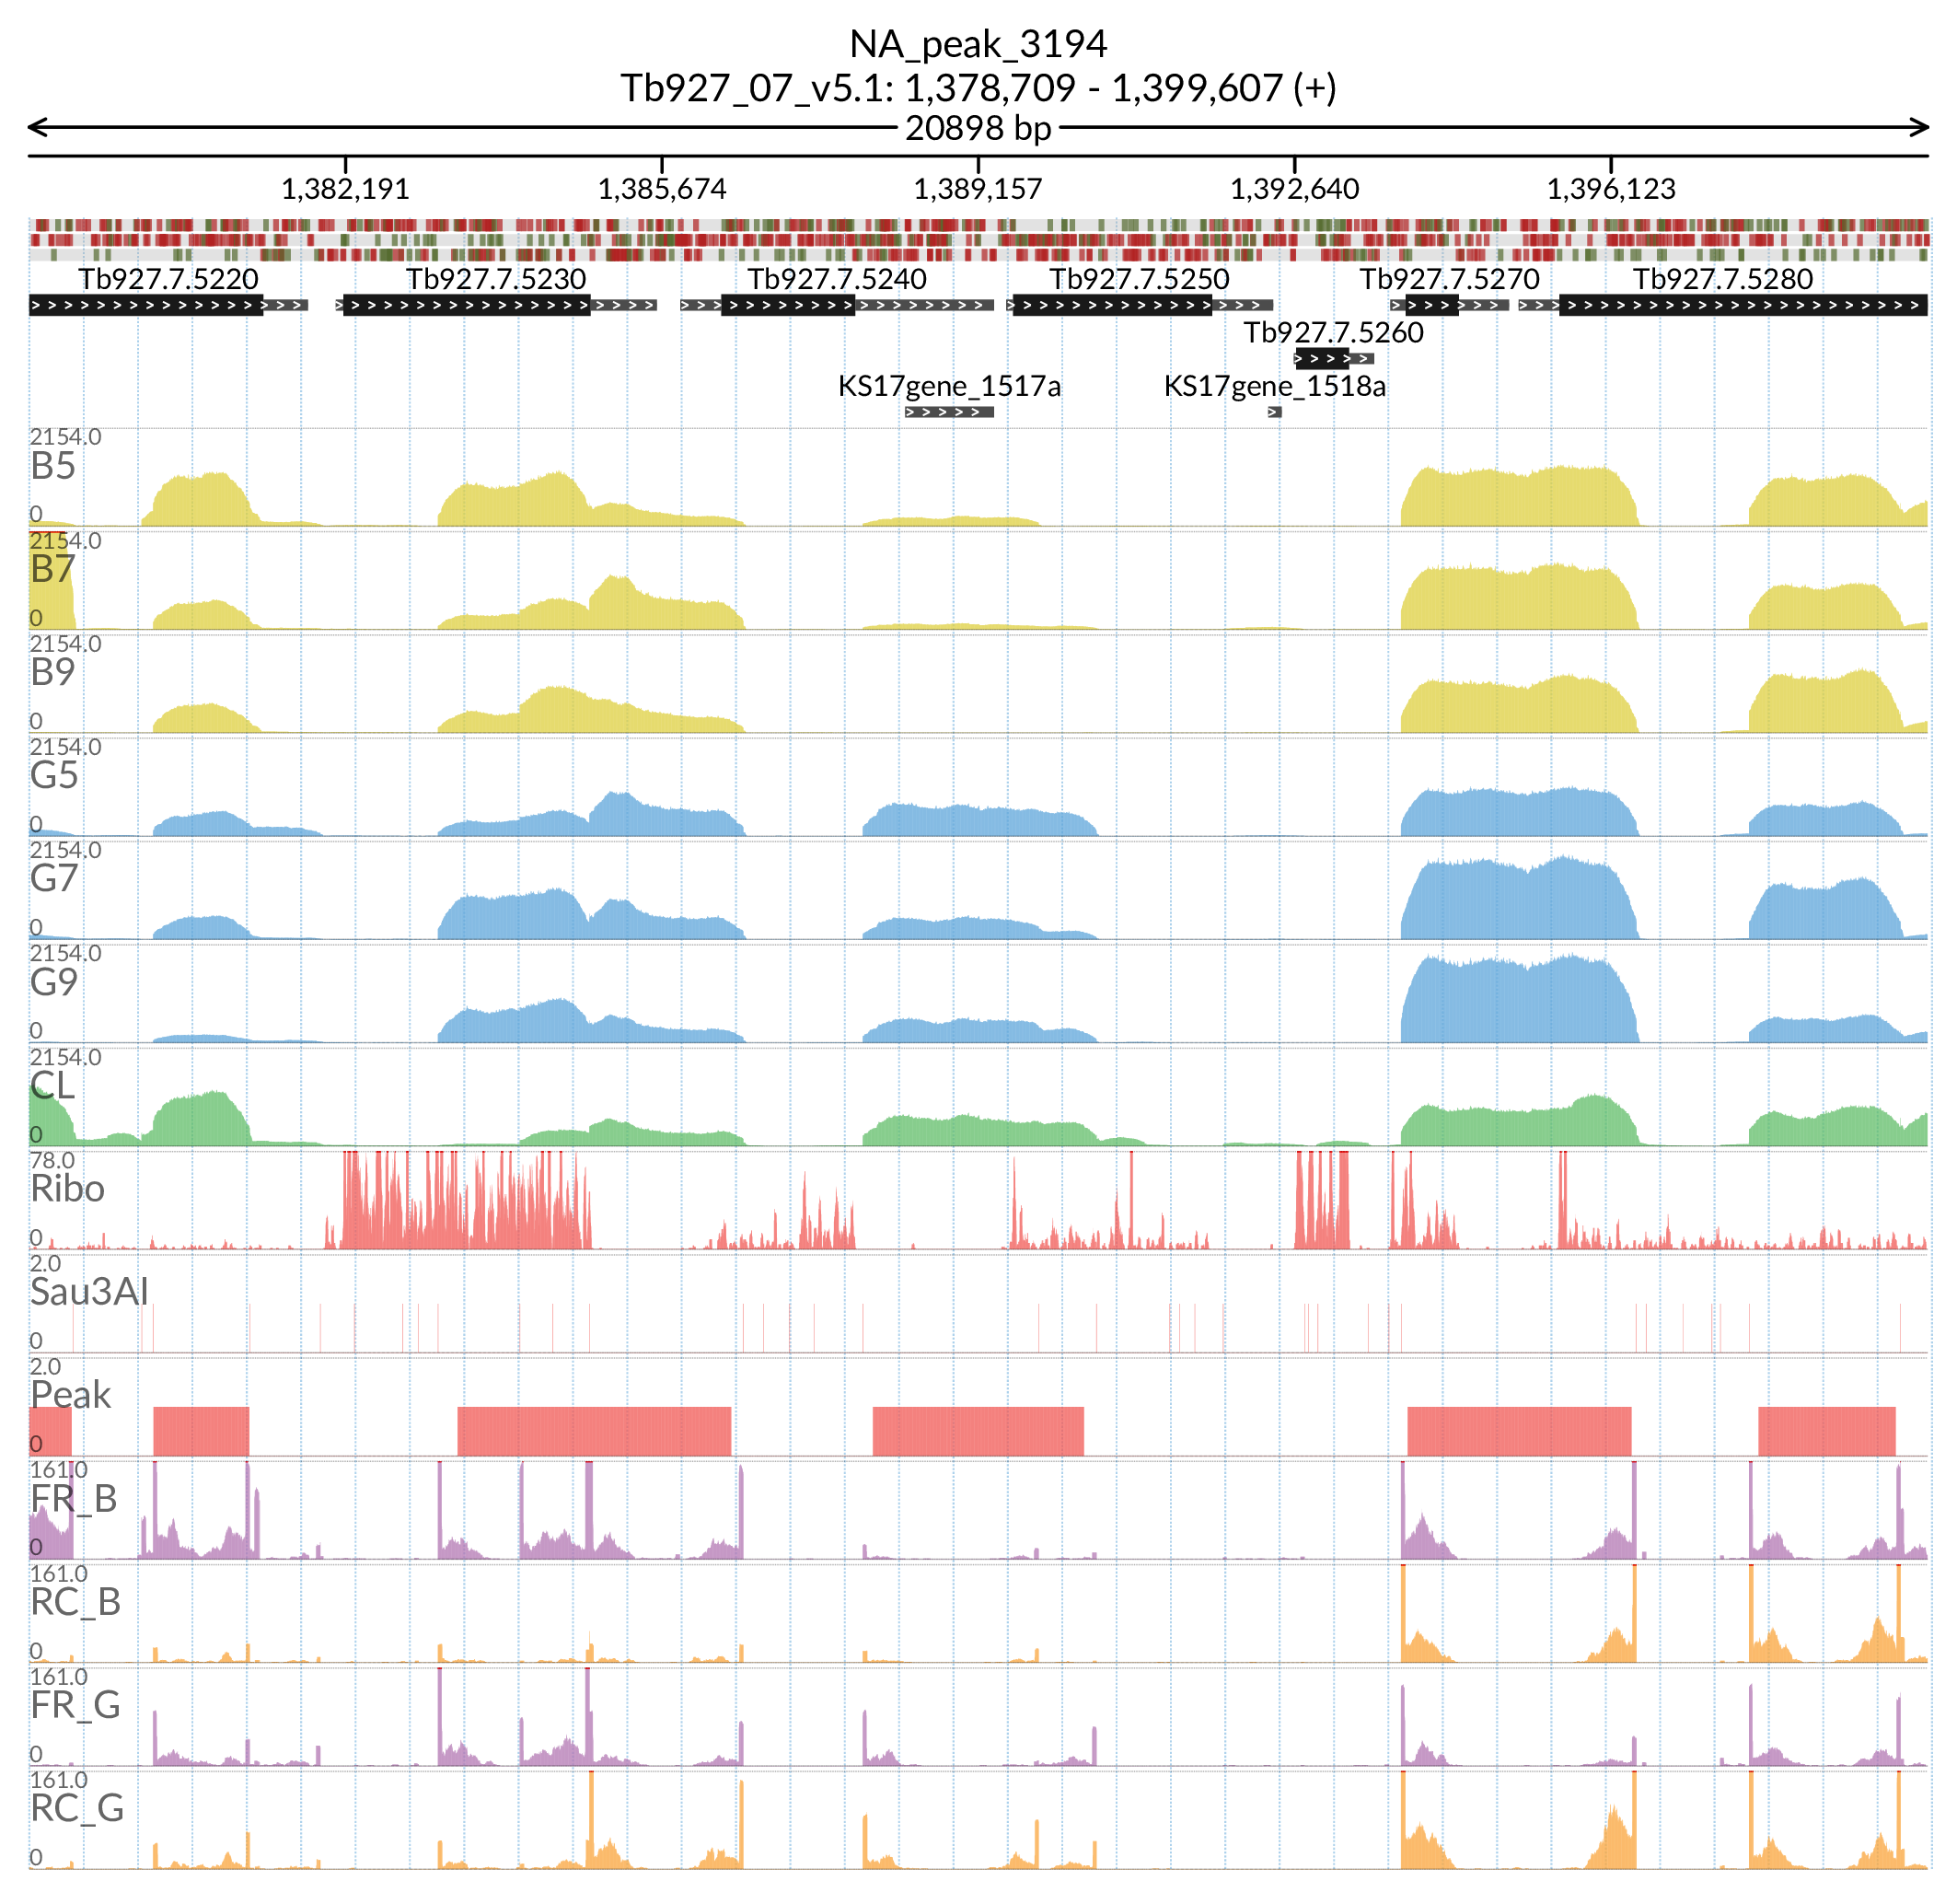 NA_peak_3194
Tb927_07_v5.1: 1,378,709 - 1,399,607 (+)
20898 bp
1,382,191 1,385,674 1,389,157 1,392,640 1,396,123
Tb927.7.5220 Tb927.7.5230 Tb927.7.5240 Tb927.7.5250 Tb927.7.5270 Tb927.7.5280
Tb927.7.5260
KS17gene_1517a KS17gene_1518a
2154.0
B5
0
2154.0
B7
0
2154.0
B9
0
2154.0
G5
0
2154.0
G7
0
2154.0
G9
0
2154.0
CL
0
78.0
Ribo
0
2.0
Sau3AI
0
2.0
Peak
0
161.0
FR_B
0
161.0
RC_B
0
161.0
FR_G
0
161.0
RC_G
0